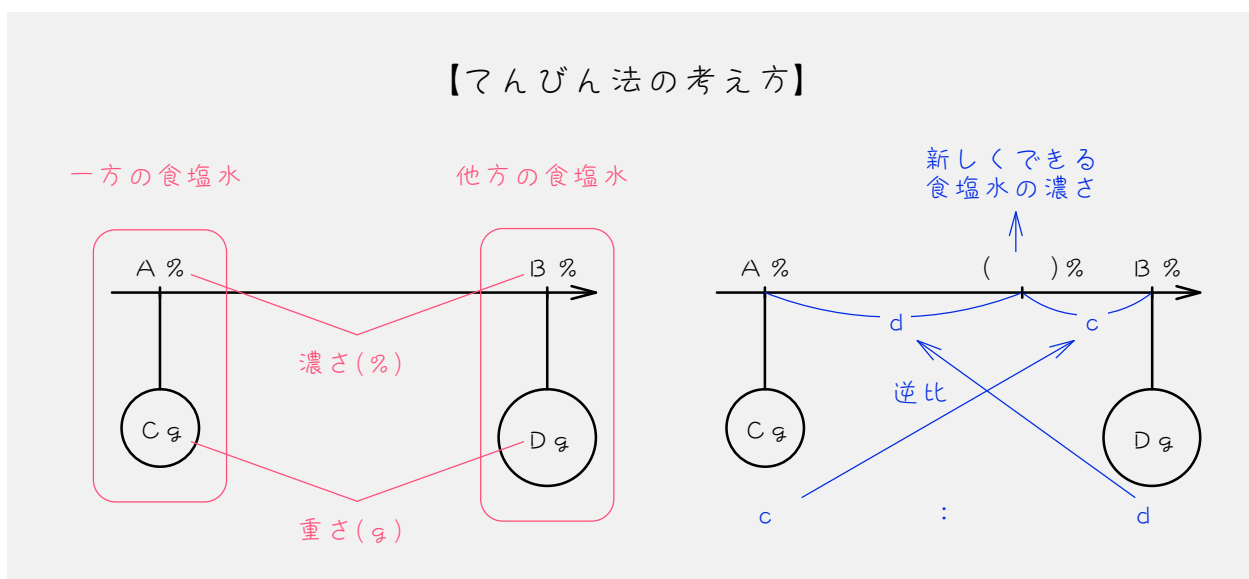 【てんびん法の考え方】
一方の食塩水
他方の食塩水
A %
B %
濃さ(%)
C g
D g
重さ(g)
新しくできる
食塩水の濃さ
A %
( )%
B %
d
c
逆比
C g
D g
c : d